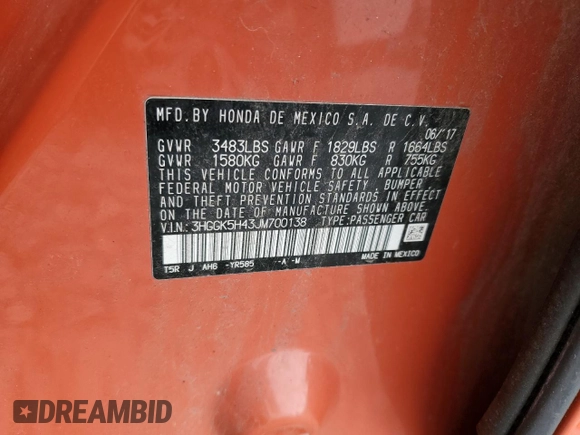 MFD.BY HONDA DE MEXICO S.A. DE C.V.
06/'17
GVWR 3483LBS GAWR F 1829LBS R 1664LBS
GVWR 1580KG GAWR F 830KG R 755KG
THIS VEHICLE CONFORMS TO ALL APPLICABLE
FEDERAL MOTOR VEHICLE SAFETY, BUMPER
AND THEFT PREVENTION STANDARDS IN EFFECT
ON THE DATE OF MANUFACTURE SHOWN ABOVE.
V.I.N.: 3HGGK5H43JM700138 TYPE:PASSENGER CAR
T5R J AH6 -YR585 --A -M
MADE IN MEXICO
DREAMBID